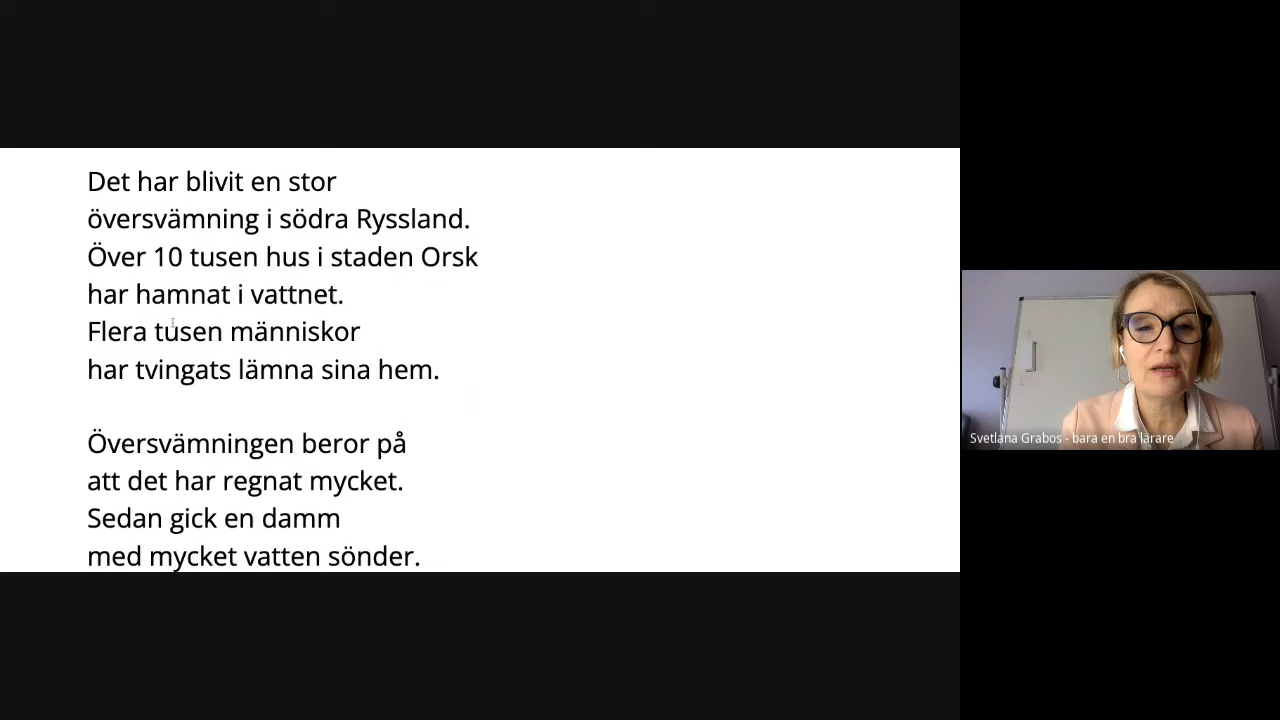 Det har blivit en stor
översvämning i södra Ryssland.
Över 10 tusen hus i staden Orsk
har hamnat i vattnet.
Flera tusen människor
har tvingats lämna sina hem.
Översvämningen beror på
att det har regnat mycket.
Sedan gick en damm
med mycket vatten sönder.
Svetlana Grabos - bara en bra lärare